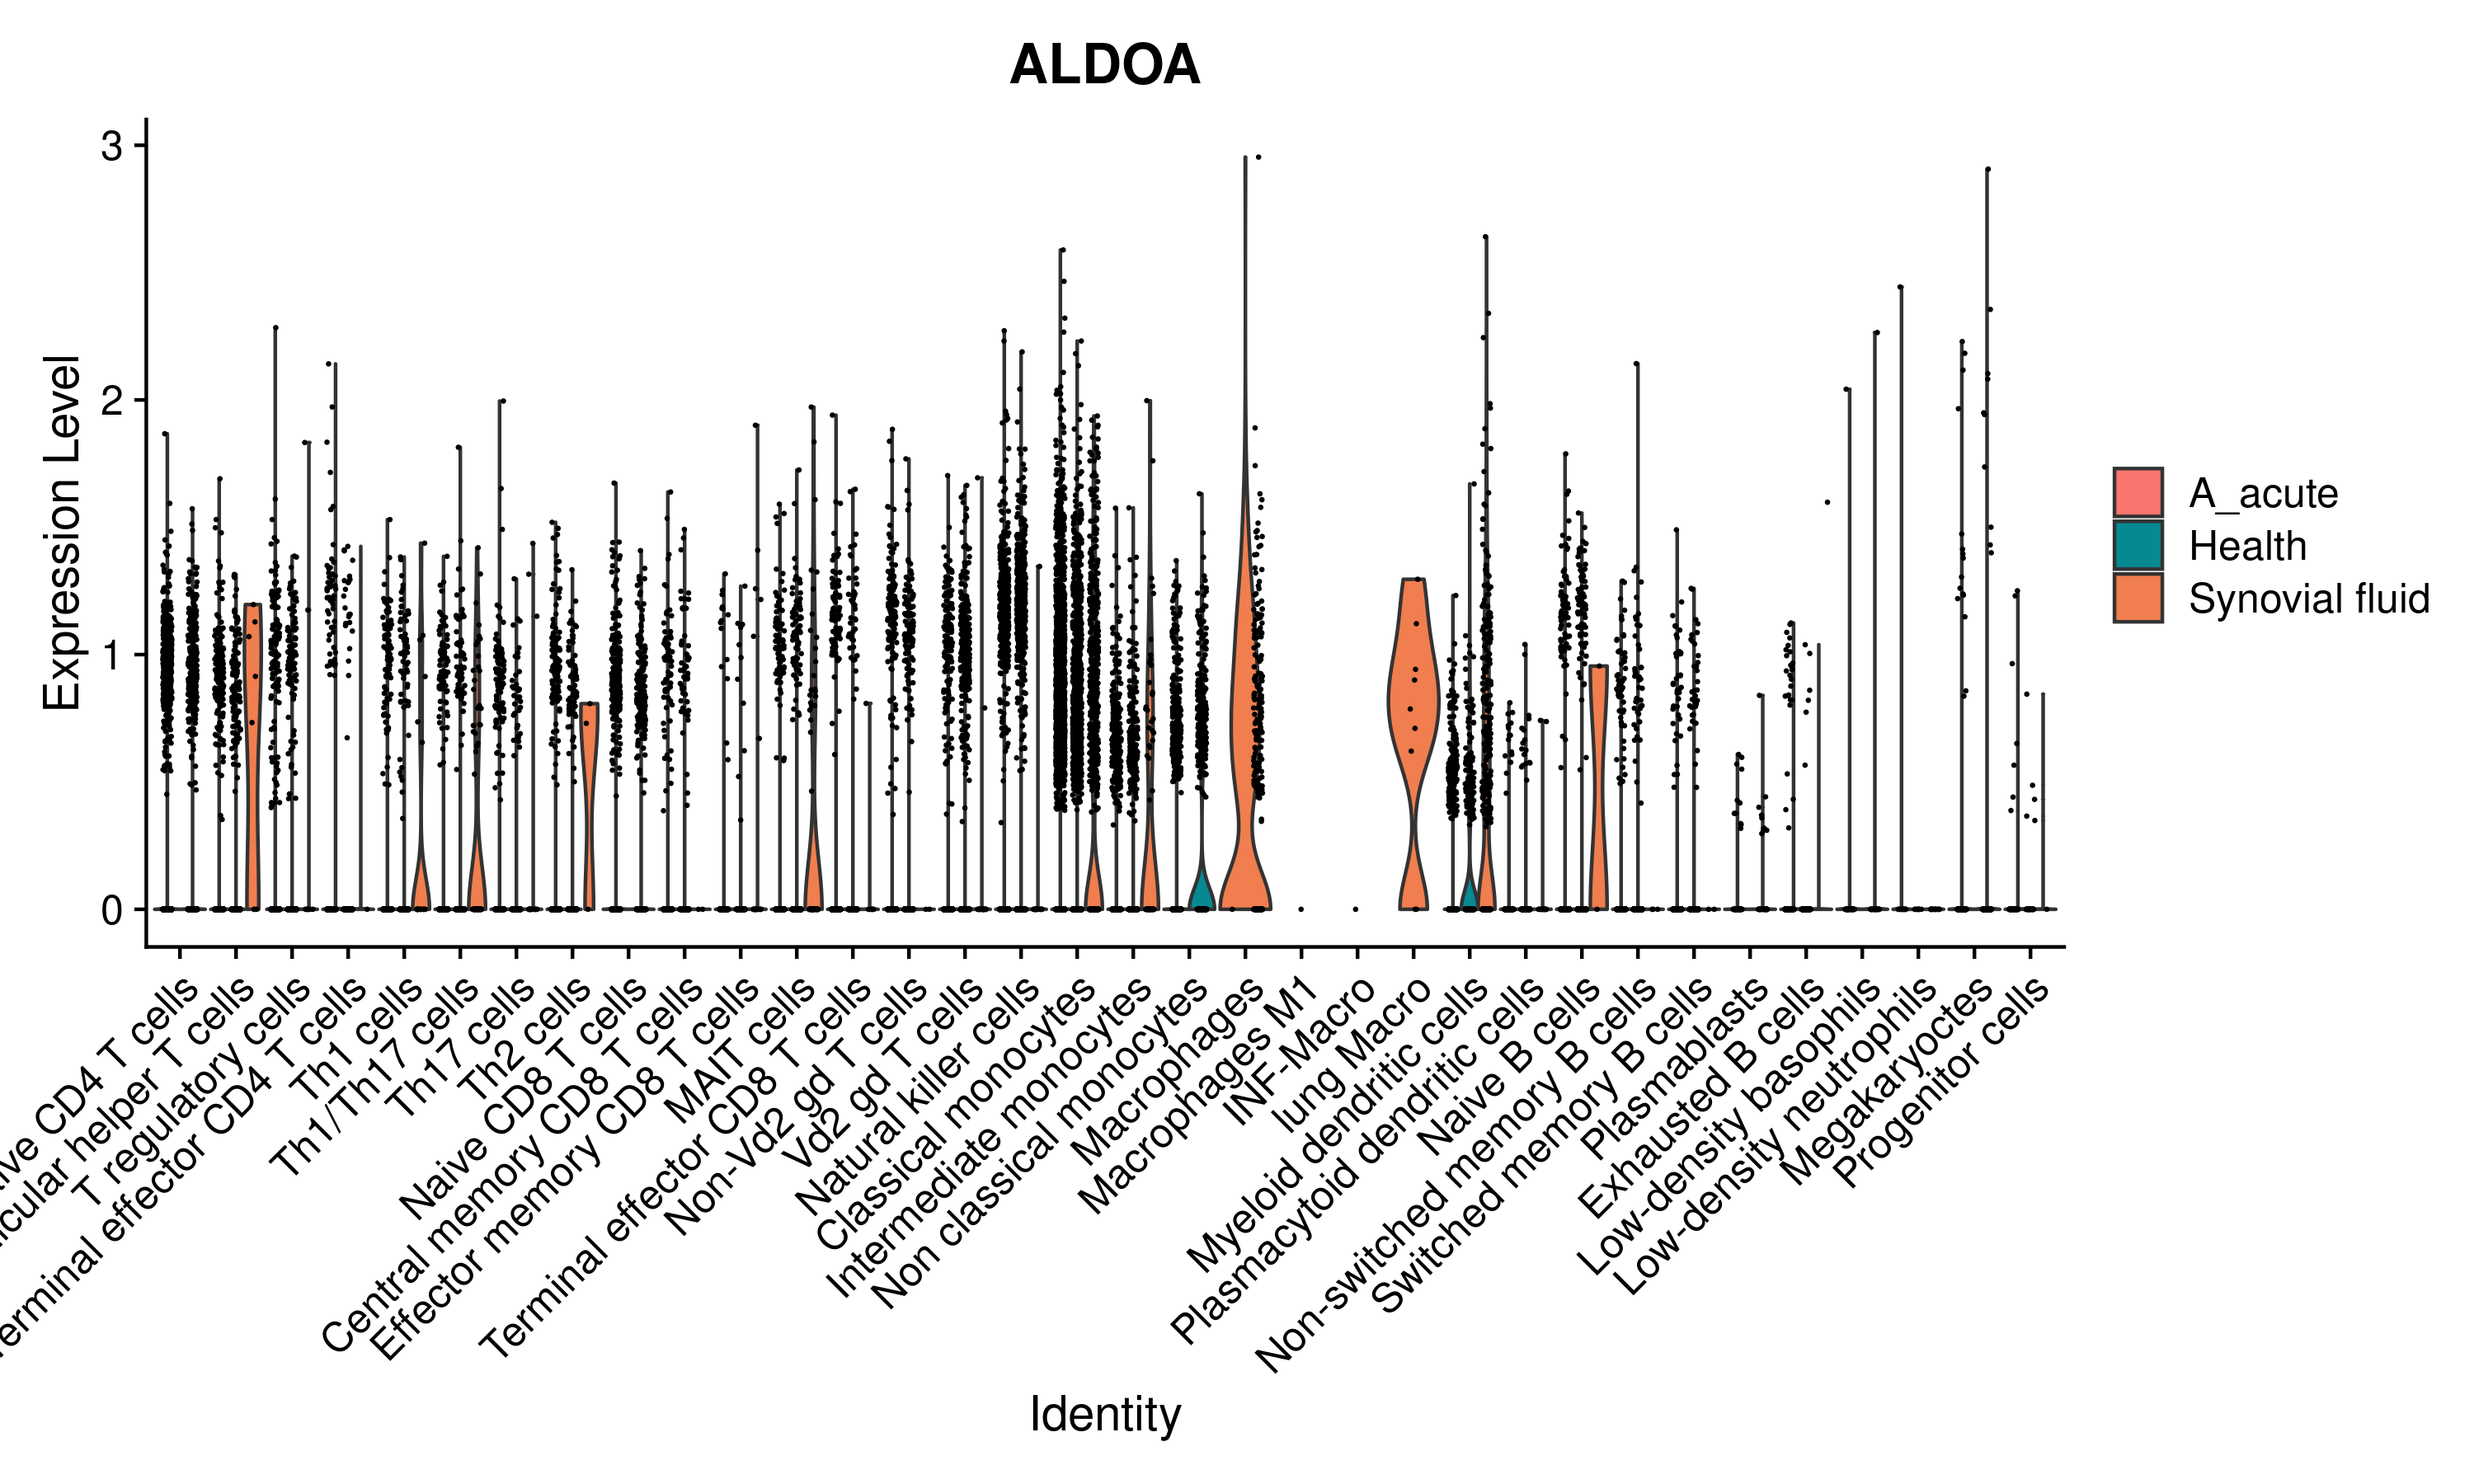 ALDOA
Expression Level
3
2
1
0
CD4 T cells
helper T cells
T regulatory cells
effector CD4 T cells
Th1 cells
Th1/Th17 cells
Th17 cells
Th2 cells
Naive CD8 T cells
Central memory CD8 T cells
Effector memory CD8 T cells
MAIT cells
Terminal effector CD8 T cells
Non-Vd2 gd T cells
Vd2 gd T cells
Natural killer cells
Classical monocytes
Intermediate monocytes
Non classical monocytes
Macrophages
Macrophages M1
INF-Macro
lung Macro
Myeloid dendritic cells
Plasmacytoid dendritic cells
Naive B cells
Non-switched memory B cells
Switched memory B cells
Plasmablasts
Exhausted B cells
Low-density basophils
Low-density neutrophils
Megakaryocytes
Progenitor cells
Identity
A_acute
Health
Synovial fluid